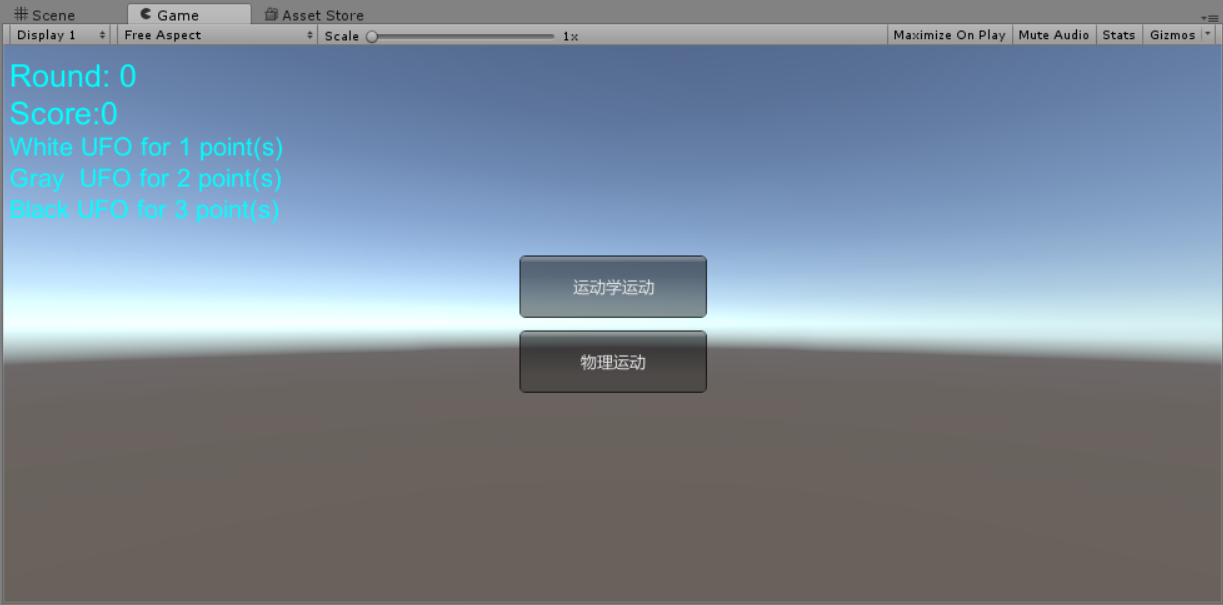 Scene Game Asset Store
Display 1 Free Aspect Scale 1x Maximize On Play Mute Audio Stats Gizmos
Round: 0
Score:0
White UFO for 1 point(s)
Gray  UFO for 2 point(s)
Black UFO for 3 point(s)
运动学运动
物理运动